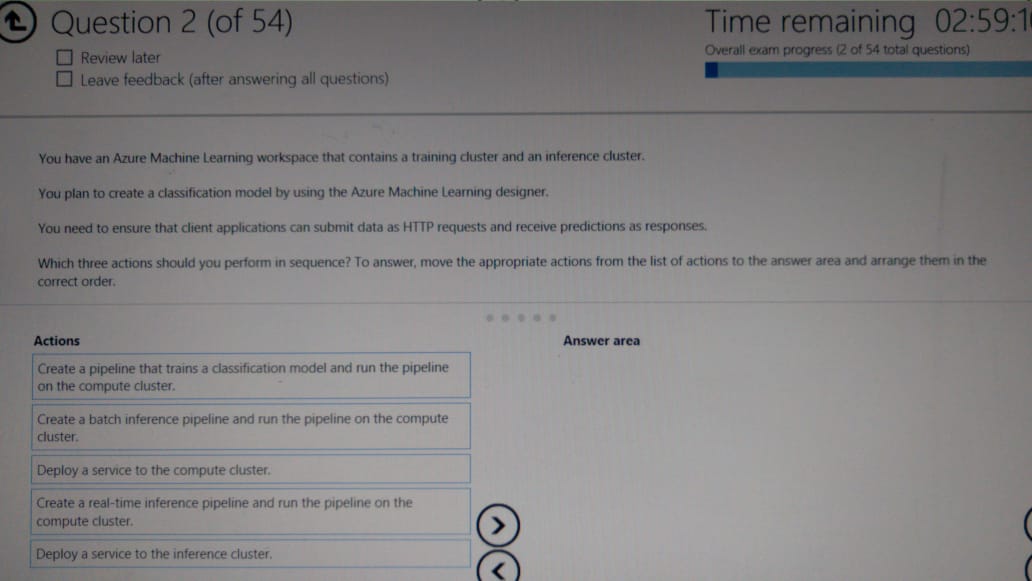 Question 2 (of 54)
Time remaining 02:59:1
Review later
Overall exam progress (2 of 54 total questions)
Leave feedback (after answering all questions)
You have an Azure Machine Learning workspace that contains a training cluster and an inference cluster.
You plan to create a classification model by using the Azure Machine Learning designer.
You need to ensure that client applications can submit data as HTTP requests and receive predictions as responses.
Which three actions should you perform in sequence? To answer, move the appropriate actions from the list of actions to the answer area and arrange them in the
correct order.
Actions
Answer area
Create a pipeline that trains a classification model and run the pipeline
on the compute cluster.
Create a batch inference pipeline and run the pipeline on the compute
cluster.
Deploy a service to the compute cluster.
Create a real-time inference pipeline and run the pipeline on the
compute cluster.
Deploy a service to the inference cluster.